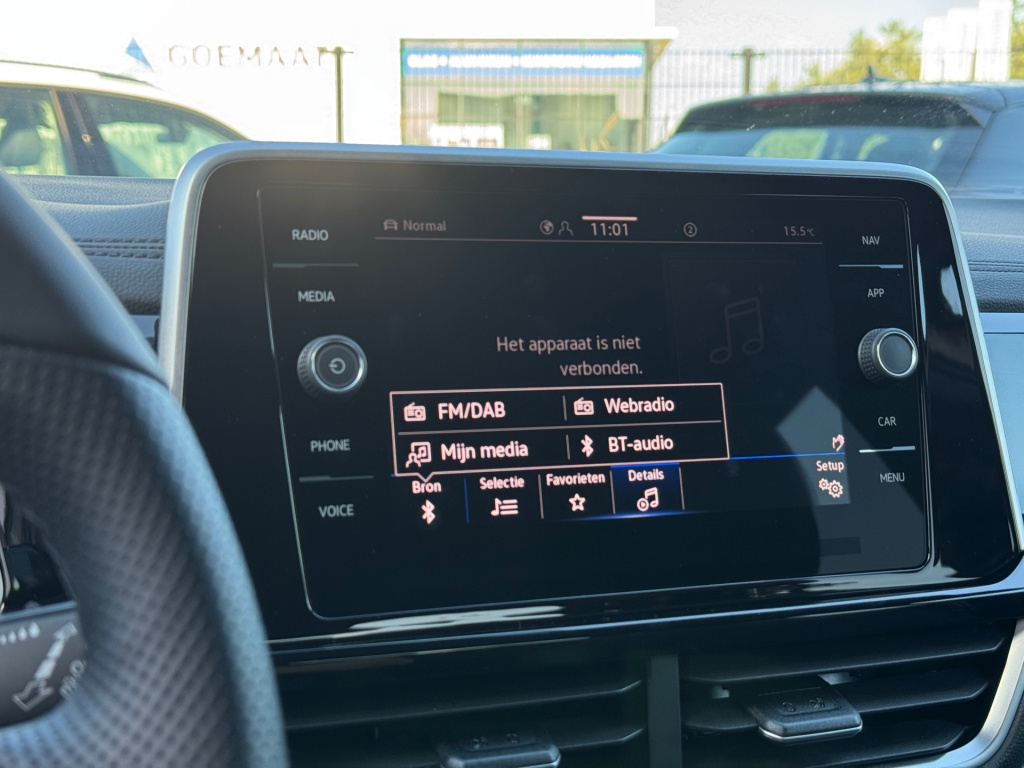 GOEMAAT
RADIO
MEDIA
PHONE
VOICE
Normal
11:01
2
15.5°C
Het apparaat is niet
verbonden.
FM/DAB
Webradio
Mijn media
BT-audio
Bron
Selectie
Favorieten
Details
Setup
NAV
APP
CAR
MENU